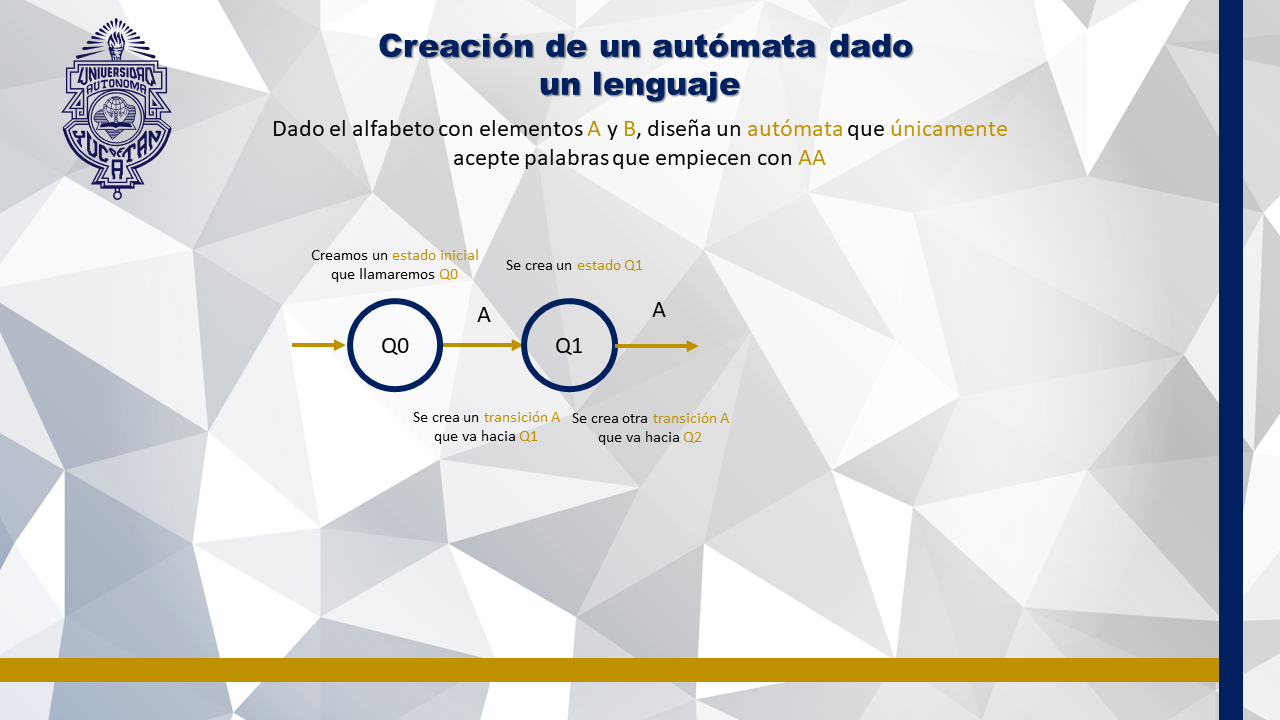 UNIVERSIDAD
AUTONOMA
DE
YUCATAN
Creación de un autómata dado
un lenguaje
Dado el alfabeto con elementos A y B, diseña un autómata que únicamente
acepte palabras que empiecen con AA
Creamos un estado inicial
que llamaremos Q0
Se crea un estado Q1
A
A
Q0
Q1
Se crea un transición A
que va hacia Q1
Se crea otra transición A
que va hacia Q2